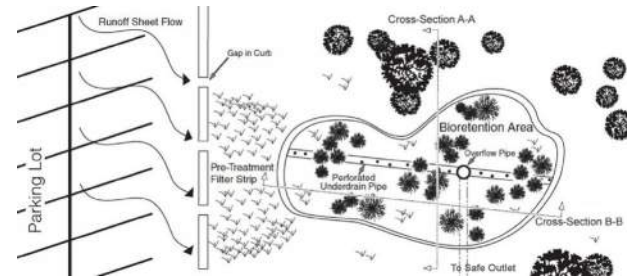 Cross-Section A-A
Runoff Sheet Flow
Gap in Curb
Bioretention Area
Overflow Pipe
Pre-Treatment
Filter Strip
Perforated
Underdrain Pipe
Parking Lot
Cross-Section B-B
To Safe Outlet